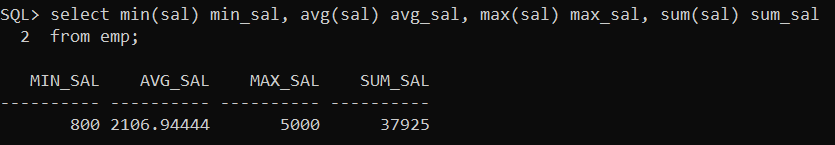 SQL> select min(sal) min_sal, avg(sal) avg_sal, max(sal) max_sal, sum(sal) sum_sal
  2  from emp;
   MIN_SAL    AVG_SAL    MAX_SAL    SUM_SAL
---------- ---------- ---------- ----------
       800 2106.94444       5000      37925